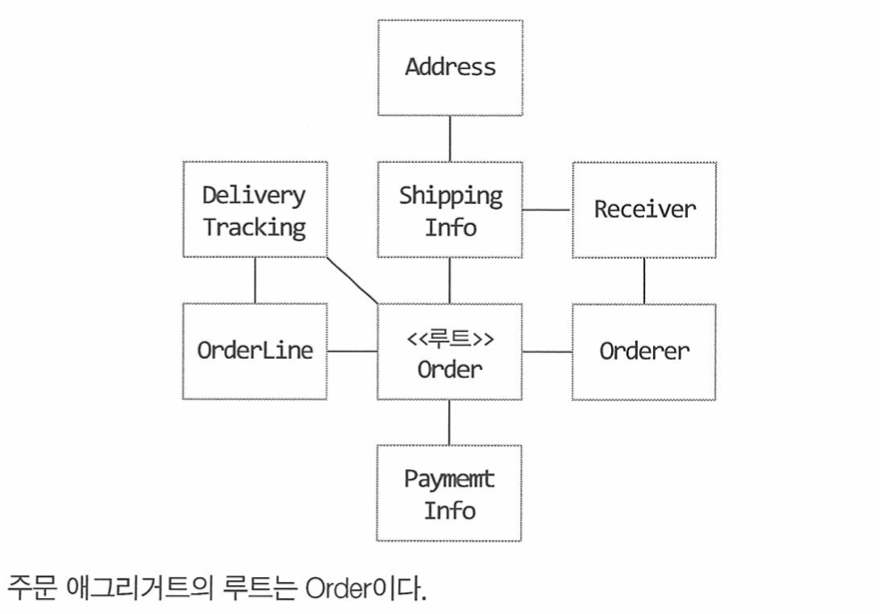 Address
Delivery
Tracking
Shipping
Info
Receiver
OrderLine
<<루트>>
Order
Orderer
Paymemt
Info
주문 애그리거트의 루트는 Order이다.